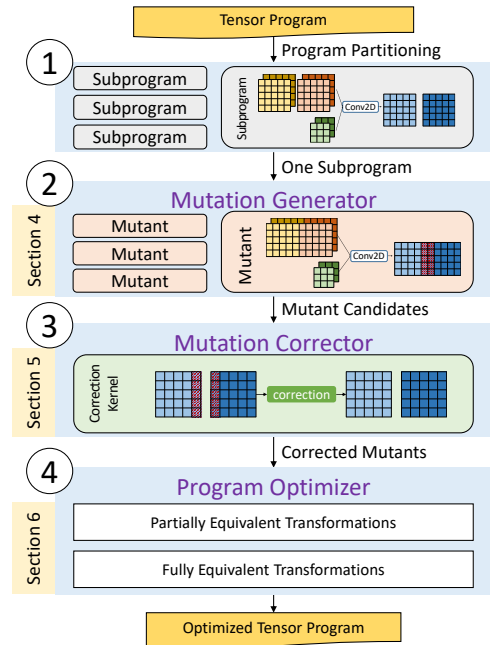 Tensor Program
Program Partitioning
1
Subprogram
Subprogram
Subprogram
Subprogram
Conv2D
One Subprogram
2
Mutation Generator
Section 4
Mutant
Mutant
Mutant
Mutant
Conv2D
Mutant Candidates
3
Mutation Corrector
Section 5
Correction
Kernel
correction
Corrected Mutants
4
Program Optimizer
Section 6
Partially Equivalent Transformations
Fully Equivalent Transformations
Optimized Tensor Program